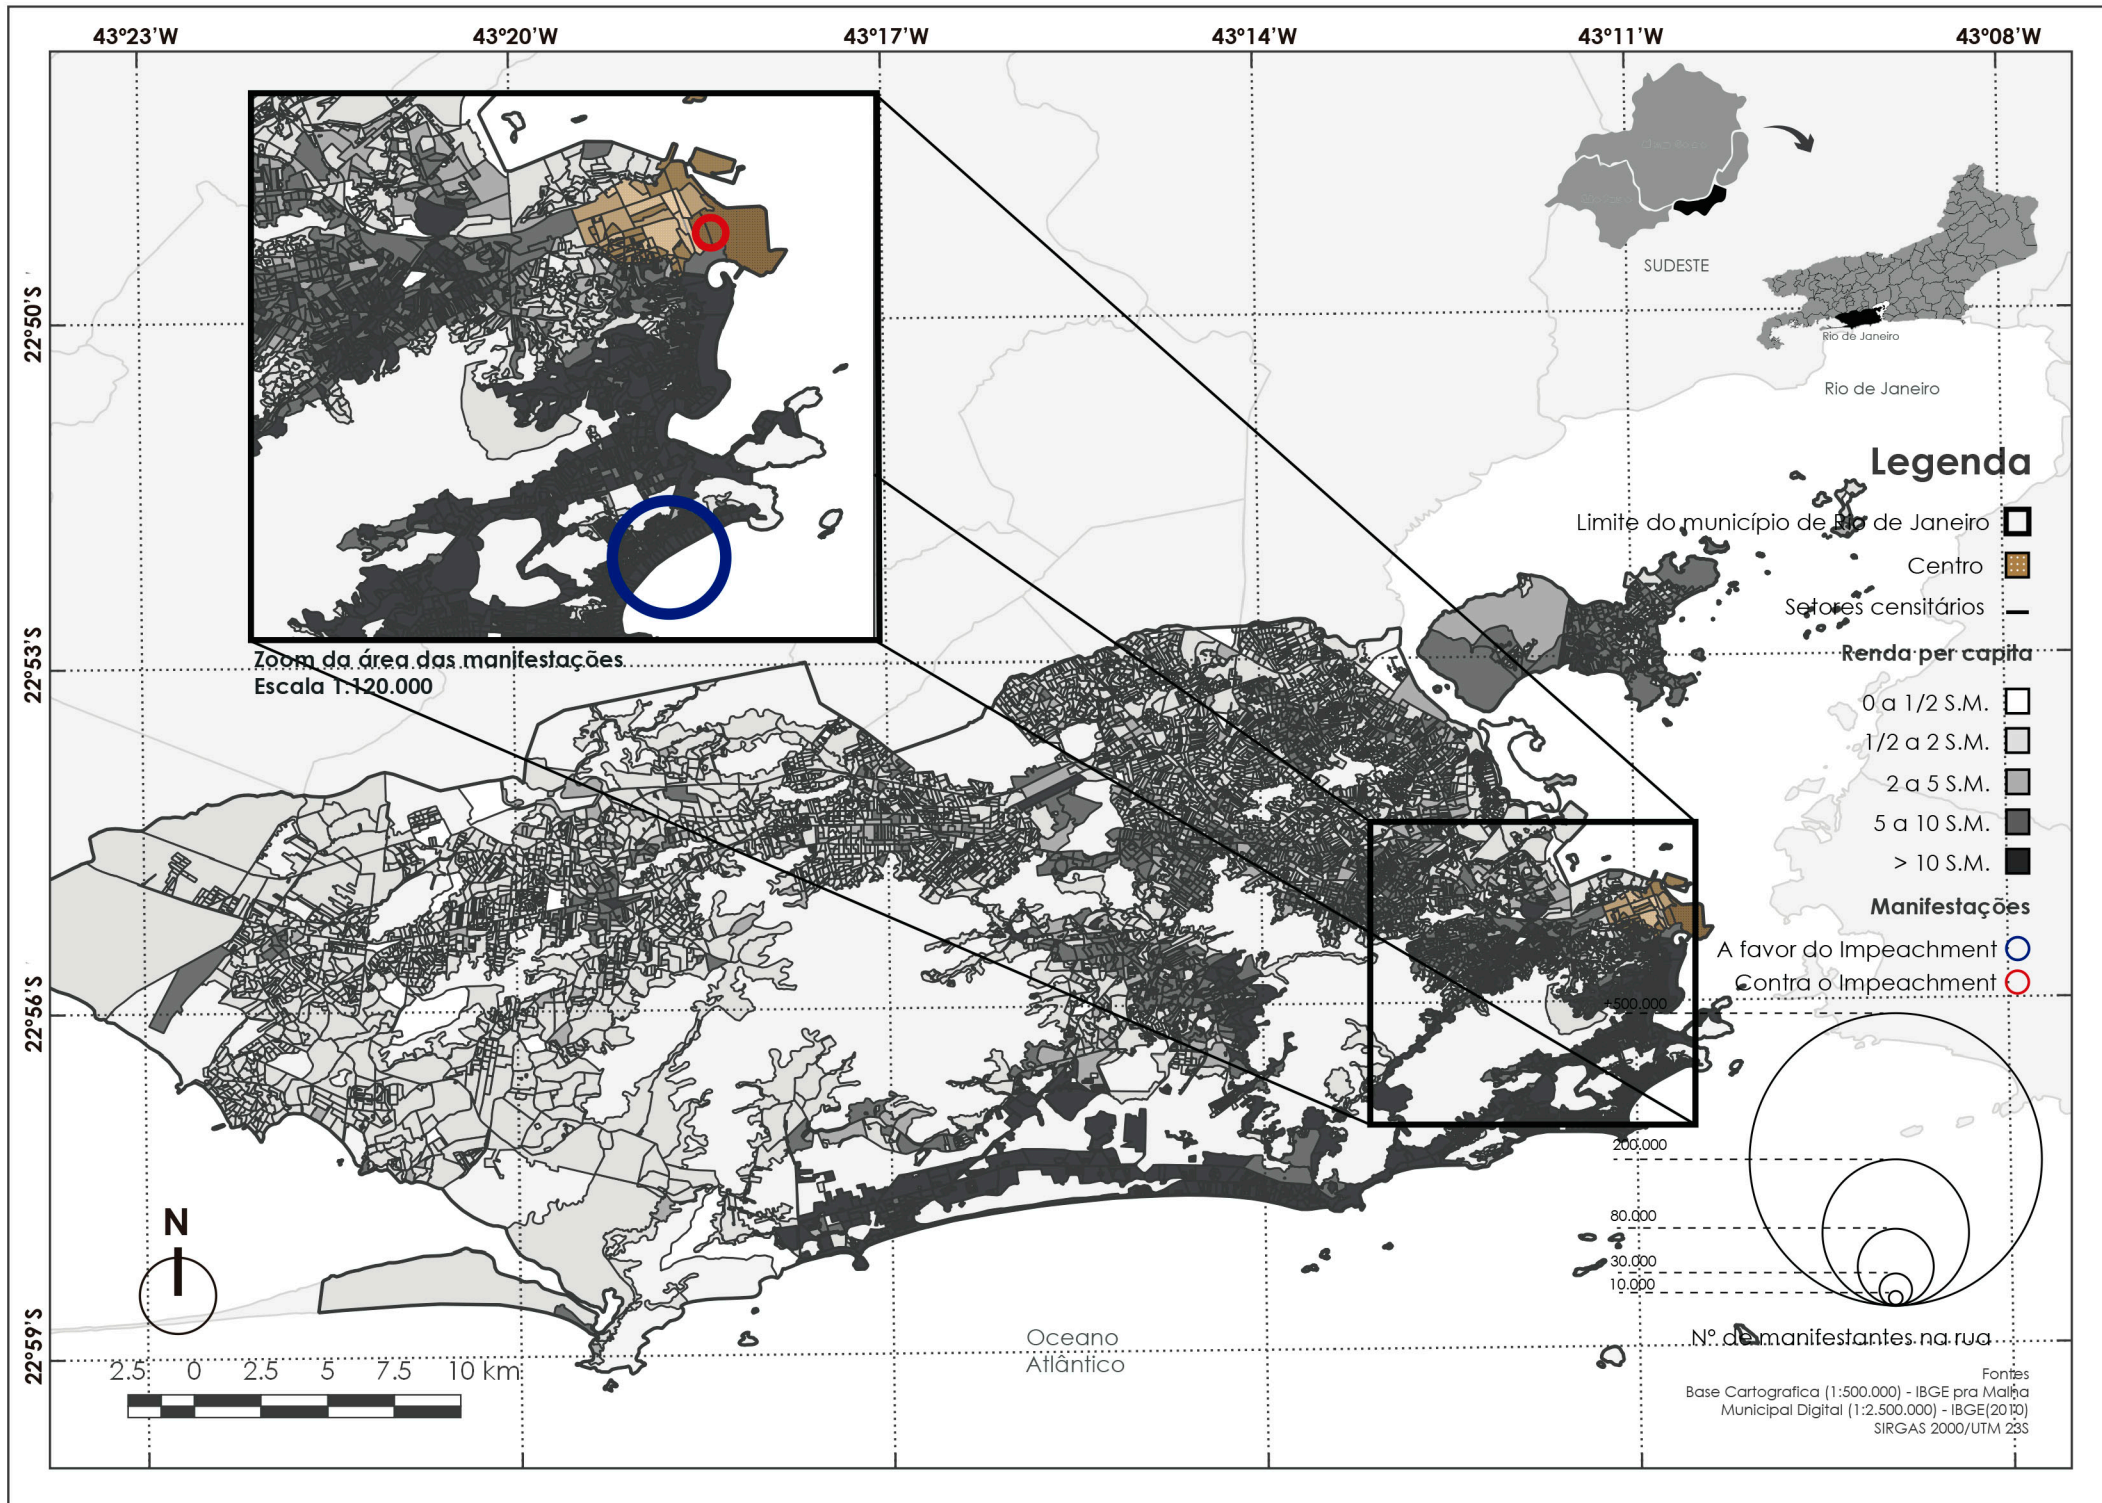 43°23’W
43°20’W
43°17’W
43°14’W
43°11’W
43°08’W
22°50’S
22°53’S
22°56’S
22°59’S
SUDESTE
Rio de Janeiro
Rio de Janeiro
Zoom da área das manifestações
Escala 1:120.000
Legenda
Limite do município de Rio de Janeiro
Centro
Setores censitários
Renda per capita
0 a 1/2 S.M.
1/2 a 2 S.M.
2 a 5 S.M.
5 a 10 S.M.
> 10 S.M.
Manifestações
A favor do Impeachment
Contra o Impeachment
+500.000
200.000
80.000
30.000
10.000
Nº de manifestantes na rua
N
2.5 0 2.5 5 7.5 10 km
Oceano
Atlântico
Fontes
Base Cartografica (1:500.000) - IBGE pra Malha
Municipal Digital (1:2.500.000) - IBGE(2010)
SIRGAS 2000/UTM 23S